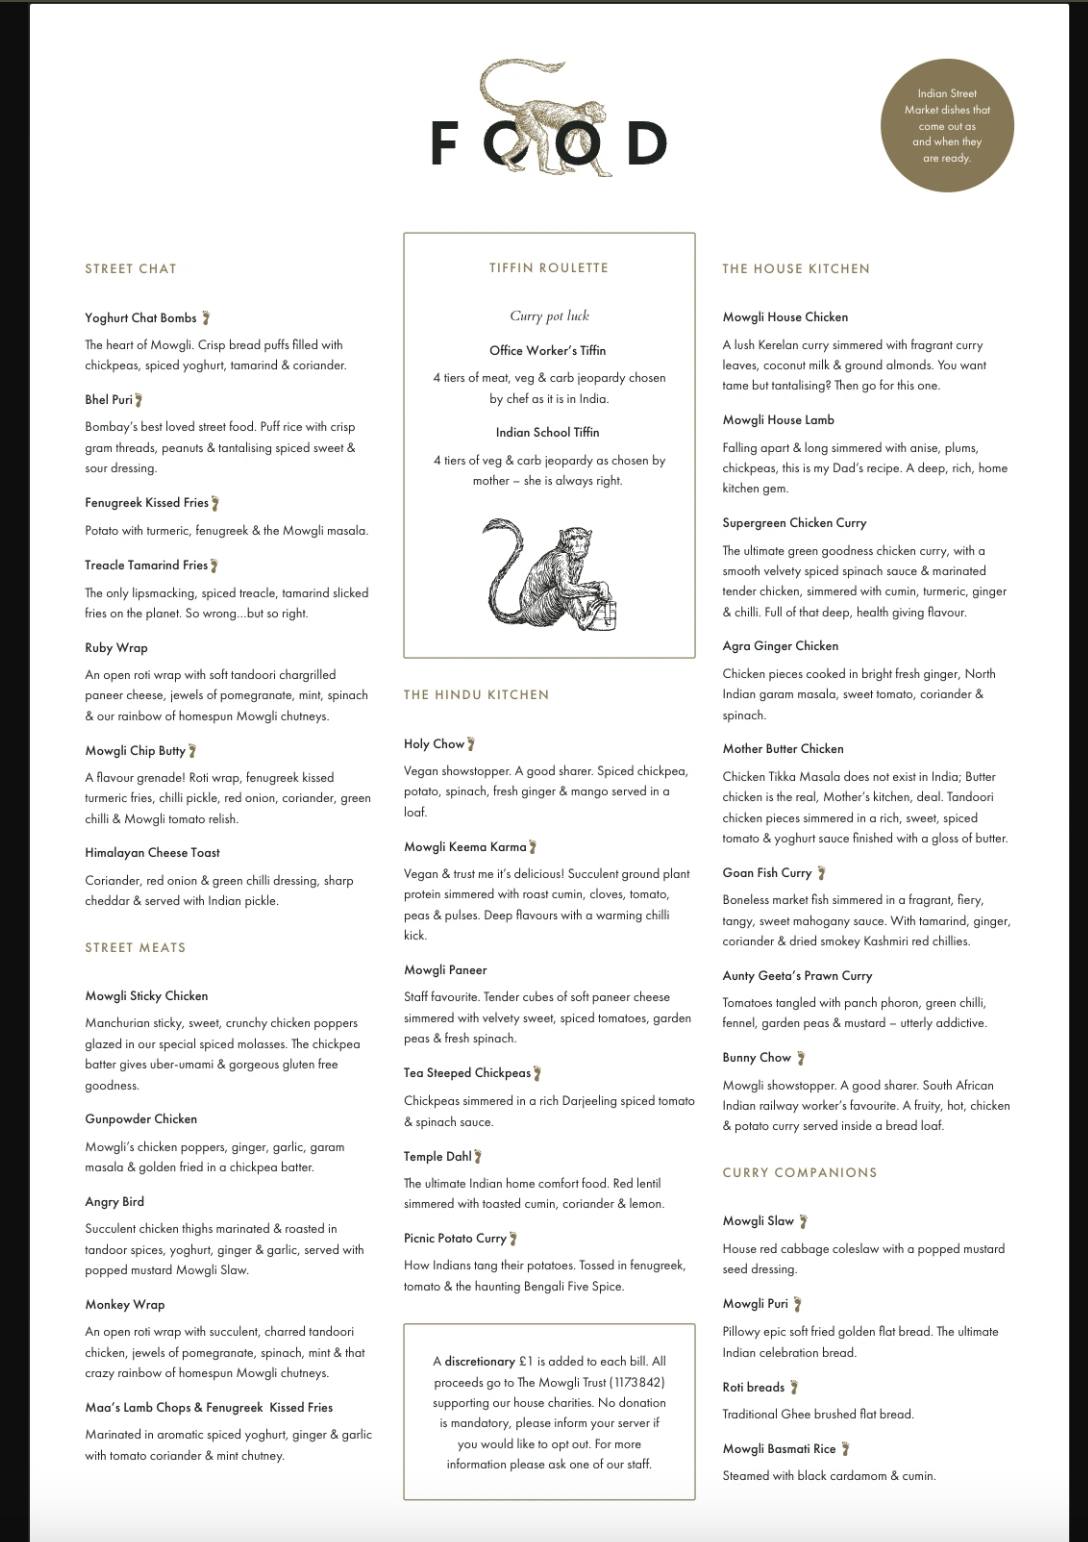 FOOD
Indian Street
Market dishes that
come out as
and when they
are ready.
STREET CHAT
Yoghurt Chat Bombs
The heart of Mowgli. Crisp bread puffs filled with
chickpeas, spiced yoghurt, tamarind & coriander.
Bhel Puri
Bombay's best loved street food. Puff rice with crisp
gram threads, peanuts & tantalising spiced sweet &
sour dressing.
Fenugreek Kissed Fries
Potato with turmeric, fenugreek & the Mowgli masala.
Treacle Tamarind Fries
The only lipsmacking, spiced treacle, tamarind slicked
fries on the planet. So wrong...but so right.
Ruby Wrap
An open roti wrap with soft tandoori chargrilled
paneer cheese, jewels of pomegranate, mint, spinach
& our rainbow of homespun Mowgli chutneys.
Mowgli Chip Butty
A flavour grenade! Roti wrap, fenugreek kissed
turmeric fries, chilli pickle, red onion, coriander, green
chilli & Mowgli tomato relish.
Himalayan Cheese Toast
Coriander, red onion & green chilli dressing, sharp
cheddar & served with Indian pickle.
STREET MEATS
Mowgli Sticky Chicken
Manchurian sticky, sweet, crunchy chicken poppers
glazed in our special spiced molasses. The chickpea
batter gives uber-umami & gorgeous gluten free
goodness.
Gunpowder Chicken
Mowgli's chicken poppers, ginger, garlic, garam
masala & golden fried in a chickpea batter.
Angry Bird
Succulent chicken thighs marinated & roasted in
tandoor spices, yoghurt, ginger & garlic, served with
popped mustard Mowgli Slaw.
Monkey Wrap
An open roti wrap with succulent, charred tandoori
chicken, jewels of pomegranate, spinach, mint & that
crazy rainbow of homespun Mowgli chutneys.
Maa's Lamb Chops & Fenugreek Kissed Fries
Marinated in aromatic spiced yoghurt, ginger & garlic
with tomato coriander & mint chutney.
TIFFIN ROULETTE
Curry pot luck
Office Worker's Tiffin
4 tiers of meat, veg & carb jeopardy chosen
by chef as it is in India.
Indian School Tiffin
4 tiers of veg & carb jeopardy as chosen by
mother – she is always right.
THE HINDU KITCHEN
Holy Chow
Vegan showstopper. A good sharer. Spiced chickpea,
potato, spinach, fresh ginger & mango served in a
loaf.
Mowgli Keema Karma
Vegan & trust me it's delicious! Succulent ground plant
protein simmered with roast cumin, cloves, tomato,
peas & pulses. Deep flavours with a warming chilli
kick.
Mowgli Paneer
Staff favourite. Tender cubes of soft paneer cheese
simmered with velvety sweet, spiced tomatoes, garden
peas & fresh spinach.
Tea Steeped Chickpeas
Chickpeas simmered in a rich Darjeeling spiced tomato
& spinach sauce.
Temple Dahl
The ultimate Indian home comfort food. Red lentil
simmered with toasted cumin, coriander & lemon.
Picnic Potato Curry
How Indians tang their potatoes. Tossed in fenugreek,
tomato & the haunting Bengali Five Spice.
A discretionary £1 is added to each bill. All
proceeds go to The Mowgli Trust (1173842)
supporting our house charities. No donation
is mandatory, please inform your server if
you would like to opt out. For more
information please ask one of our staff.
THE HOUSE KITCHEN
Mowgli House Chicken
A lush Kerelan curry simmered with fragrant curry
leaves, coconut milk & ground almonds. You want
tame but tantalising? Then go for this one.
Mowgli House Lamb
Falling apart & long simmered with anise, plums,
chickpeas, this is my Dad's recipe. A deep, rich, home
kitchen gem.
Supergreen Chicken Curry
The ultimate green goodness chicken curry, with a
smooth velvety spiced spinach sauce & marinated
tender chicken, simmered with cumin, turmeric, ginger
& chilli. Full of that deep, health giving flavour.
Agra Ginger Chicken
Chicken pieces cooked in bright fresh ginger, North
Indian garam masala, sweet tomato, coriander &
spinach.
Mother Butter Chicken
Chicken Tikka Masala does not exist in India; Butter
chicken is the real, Mother's kitchen, deal. Tandoori
chicken pieces simmered in a rich, sweet, spiced
tomato & yoghurt sauce finished with a gloss of butter.
Goan Fish Curry
Boneless market fish simmered in a fragrant, fiery,
tangy, sweet mahogany sauce. With tamarind, ginger,
coriander & dried smokey Kashmiri red chillies.
Aunty Geeta's Prawn Curry
Tomatoes tangled with panch phoron, green chilli,
fennel, garden peas & mustard – utterly addictive.
Bunny Chow
Mowgli showstopper. A good sharer. South African
Indian railway worker's favourite. A fruity, hot, chicken
& potato curry served inside a bread loaf.
CURRY COMPANIONS
Mowgli Slaw
House red cabbage coleslaw with a popped mustard
seed dressing.
Mowgli Puri
Pillowy epic soft fried golden flat bread. The ultimate
Indian celebration bread.
Roti breads
Traditional Ghee brushed flat bread.
Mowgli Basmati Rice
Steamed with black cardamom & cumin.